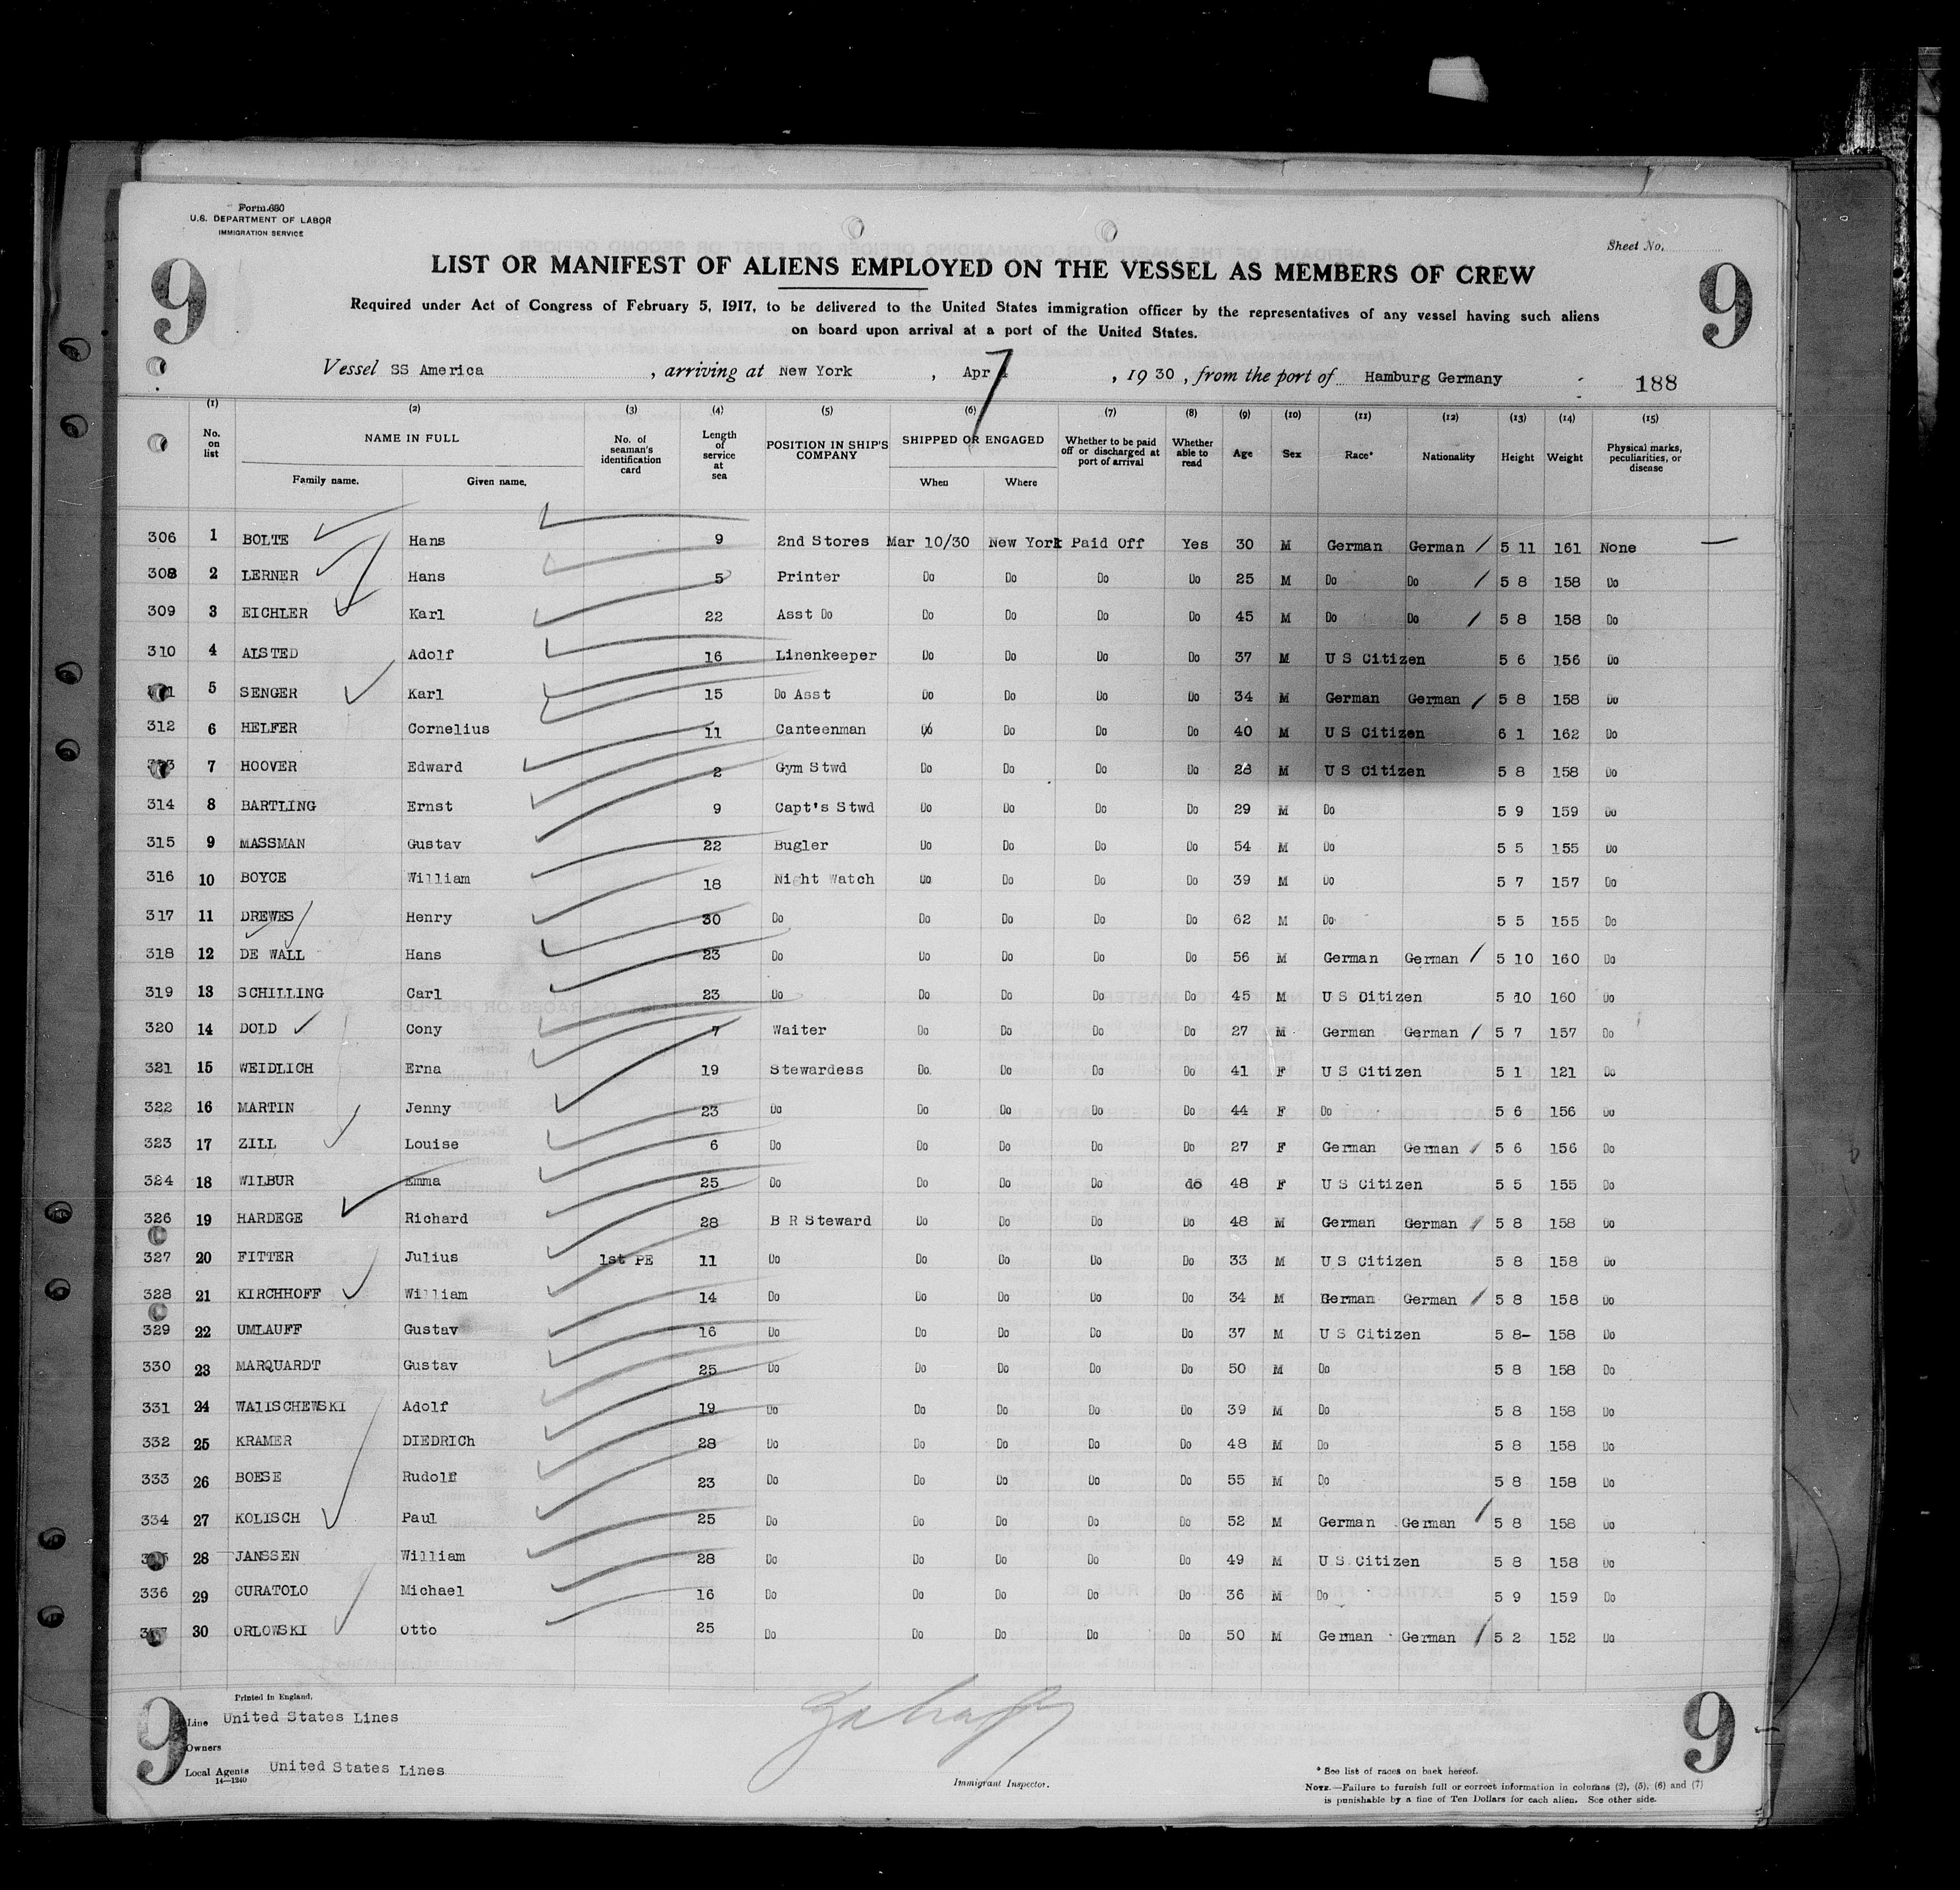 Form 680
U.S. DEPARTMENT OF LABOR
IMMIGRATION SERVICE
Sheet No.
9 9
LIST OR MANIFEST OF ALIENS EMPLOYED ON THE VESSEL AS MEMBERS OF CREW
Required under Act of Congress of February 5, 1917, to be delivered to the United States immigration officer by the representatives of any vessel having such aliens
on board upon arrival at a port of the United States.
Vessel SS America , arriving at New York , Apr 7 , 19 30 , from the port of Hamburg Germany 188
(1) (2) (3) (4) (5) (6) (7) (8) (9) (10) (11) (12) (13) (14) (15)
No. on list NAME IN FULL Family name. Given name. No. of seaman's identification card Length of service at sea POSITION IN SHIP'S COMPANY SHIPPED OR ENGAGED When Where Whether to be paid off or discharged at port of arrival Whether able to read Age Sex Race* Nationality Height Weight Physical marks, peculiarities, or disease
306 1 BOLTE Hans 9 2nd Stores Mar 10/30 New York Paid Off Yes 30 M German German 5 11 161 None
308 2 LERNER Hans 5 Printer Do Do Do Do 25 M Do Do 5 8 158 Do
309 3 EICHLER Karl 22 Asst Do Do Do Do Do 45 M Do Do 5 8 158 Do
310 4 ALSTED Adolf 16 Linenkeeper Do Do Do Do 37 M U S Citizen 5 6 156 Do
5 SENGER Karl 15 Do Asst Do Do Do Do 34 M German German 5 8 158 Do
312 6 HELFER Cornelius 11 Canteenman Do Do Do 40 M U S Citizen 6 1 162 Do
7 HOOVER Edward 2 Gym Stwd Do Do Do Do 28 M U S Citizen 5 8 158 Do
314 8 BARTLING Ernst 9 Capt's Stwd Do Do Do Do 29 M Do 5 9 159 Do
315 9 MASSMAN Gustav 22 Bugler Do Do Do Do 54 M Do 5 5 155 Do
316 10 BOYCE William 18 Night Watch Do Do Do Do 39 M Do 5 7 157 Do
317 11 DREWES Henry 30 Do Do Do Do Do 62 M Do 5 5 155 Do
318 12 DE WALL Hans 23 Do Do Do Do Do 56 M German German 5 10 160 Do
319 13 SCHILLING Carl 23 Do Do Do Do Do 45 M U S Citizen 5 10 160 Do
320 14 DOLD Cony 7 Waiter Do Do Do Do 27 M German German 5 7 157 Do
321 15 WEIDLICH Erna 19 Stewardess Do. Do Do Do 41 F U S Citizen 5 1 121 Do
322 16 MARTIN Jenny 23 Do Do Do Do Do 44 F Do 5 6 156 Do
323 17 ZILL Louise 6 Do Do Do Do Do 27 F German German 5 6 156 Do
324 18 WILBUR Emma 25 Do Do Do Do do 48 F U S Citizen 5 5 155 Do
326 19 HARDEGE Richard 28 B R Steward Do Do Do Do 48 M German German 5 8 158 Do
327 20 FITTER Julius 1st PE 11 Do Do Do Do Do 33 M U S Citizen 5 8 158 Do
328 21 KIRCHHOFF William 14 Do Do Do Do Do 34 M German German 5 8 158 Do
329 22 UMLAUFF Gustav 16 Do Do Do Do Do 37 M U S Citizen 5 8- 158 Do
330 23 MARQUARDT Gustav 25 Do Do Do Do Do 50 M Do 5 8 158 Do
331 24 WALISCHEWSKI Adolf 19 Do Do Do Do Do 39 M Do 5 8 158 Do
332 25 KRAMER DIEDRICh 28 Do Do Do Do Do 48 M Do 5 8 158 Do
333 26 BOESE Rudolf 23 Do Do Do Do Do 55 M Do 5 8 158 Do
334 27 KOLISCH Paul 25 Do Do Do Do Do 52 M German German 5 8 158 Do
28 JANSSEN William 28 Do Do Do Do Do 49 M U S Citizen 5 8 158 Do
336 29 CURATOLO Michael 16 Do Do Do Do Do 36 M Do 5 9 159 Do
30 ORLOWSKI Otto 25 Do Do Do Do Do 50 M German German 5 2 152 Do
Printed in England.
9 9
Line United States Lines
Owners
Local Agents United States Lines
14—1240
Immigrant Inspector.
* See list of races on back hereof.
NOTE.—Failure to furnish full or correct information in columns (2), (5), (6) and (7)
is punishable by a fine of Ten Dollars for each alien. See other side.